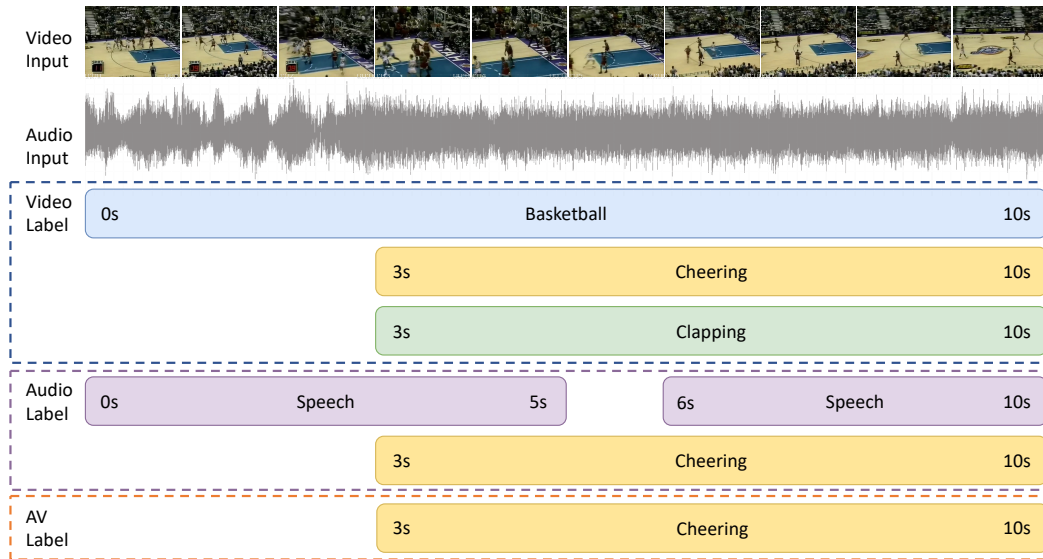 Video
Input
Audio
Input
Video
Label
0s Basketball 10s
3s Cheering 10s
3s Clapping 10s
Audio
Label
0s Speech 5s 6s Speech 10s
3s Cheering 10s
AV
Label
3s Cheering 10s